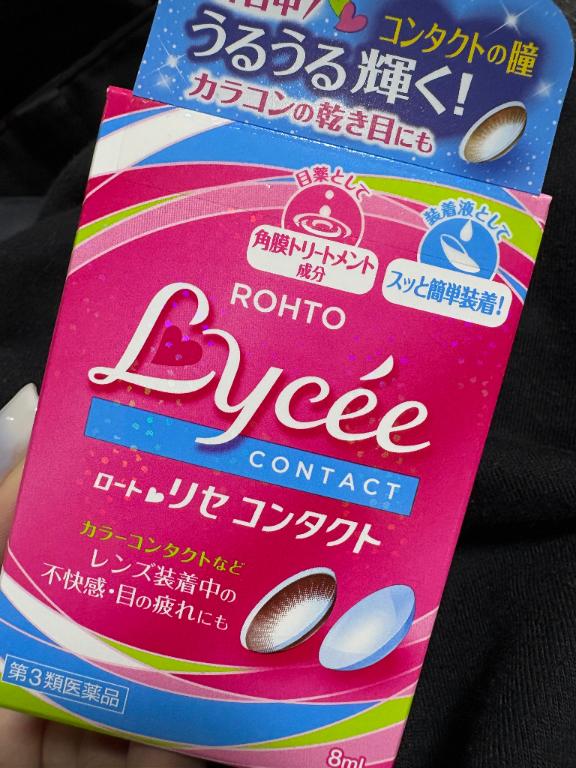 うるうる輝く!
コンタクトの瞳
カラコンの乾き目にも
目薬として
角膜トリートメント
成分
装着液として
スッと簡単装着!
ROHTO
Lycée
CONTACT
ロートリセ コンタクト
カラーコンタクトなど
レンズ装着中の
不快感・目の疲れにも
第3類医薬品
8ml